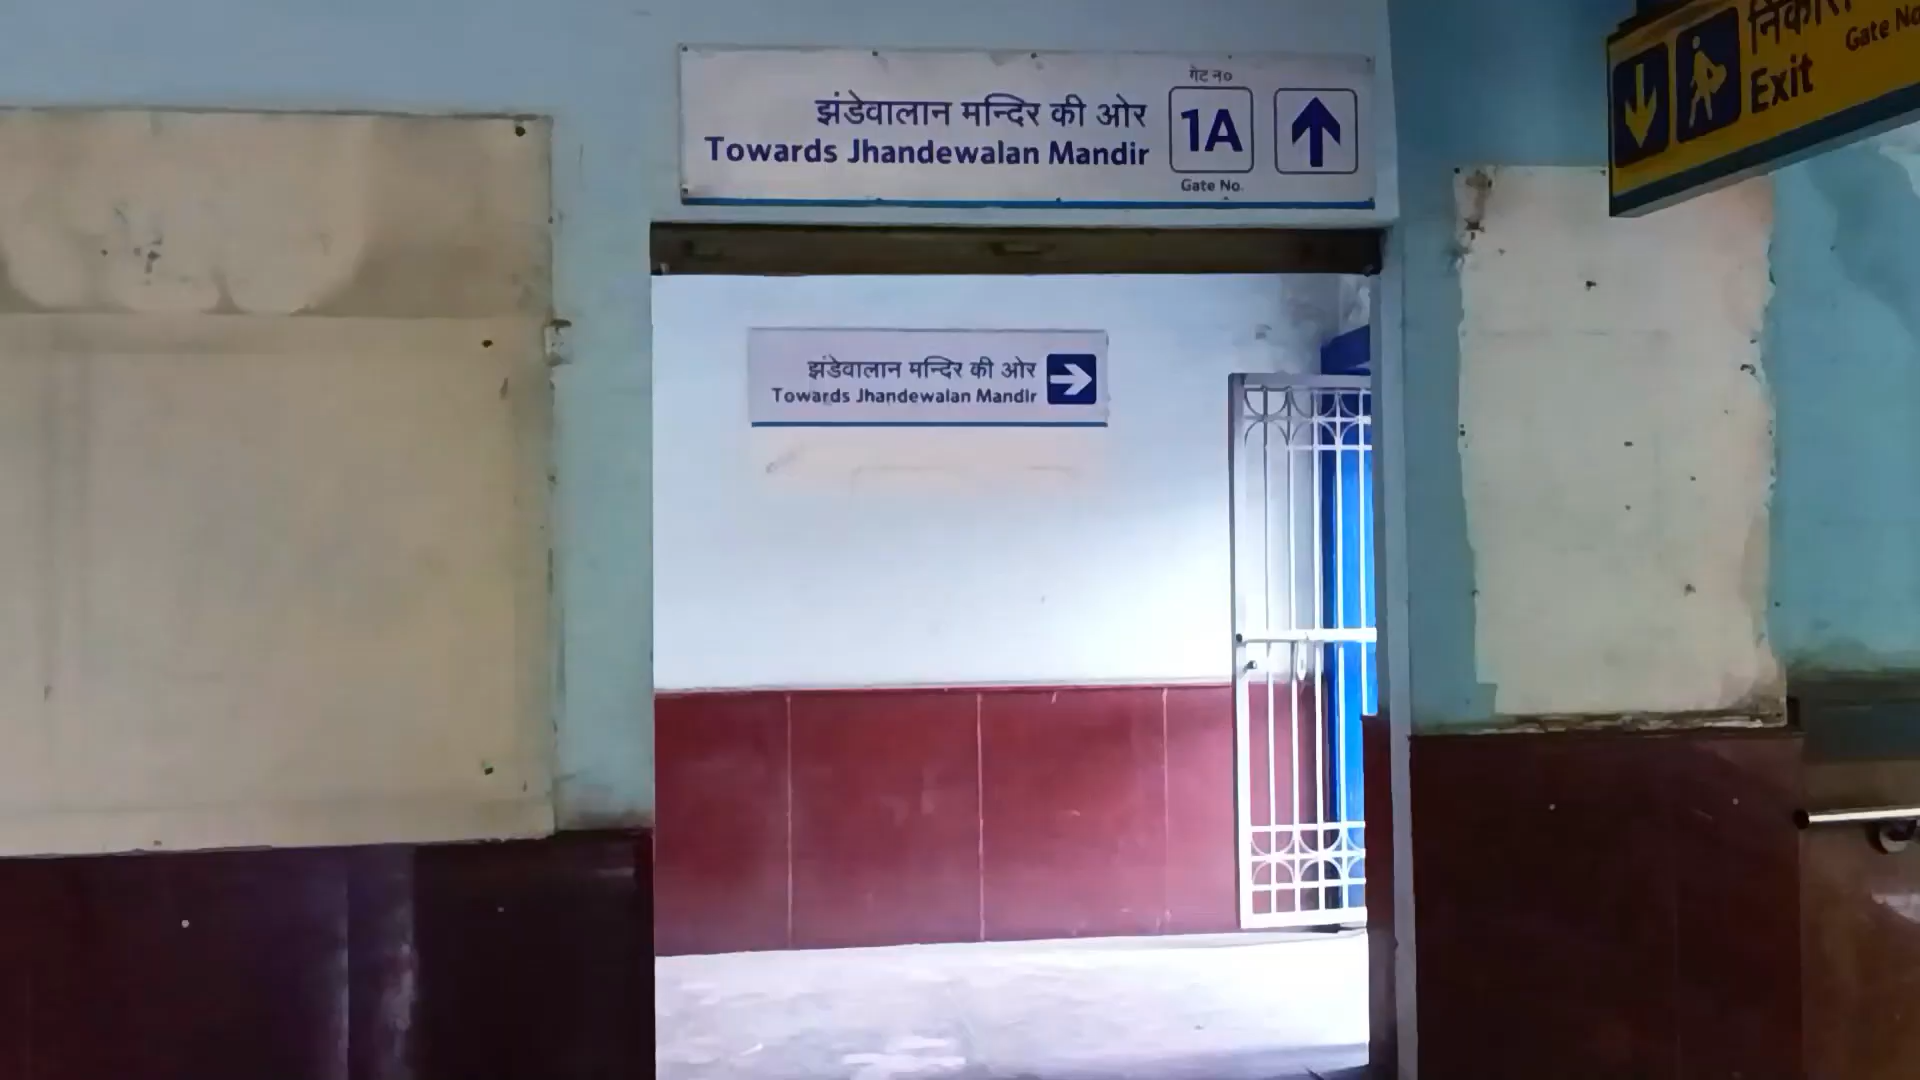 गेट न०
झंडेवालान मन्दिर की ओर
Towards Jhandewalan Mandir
1A
Gate No.
झंडेवालान मन्दिर की ओर
Towards Jhandewalan Mandir
Exit
Gate No